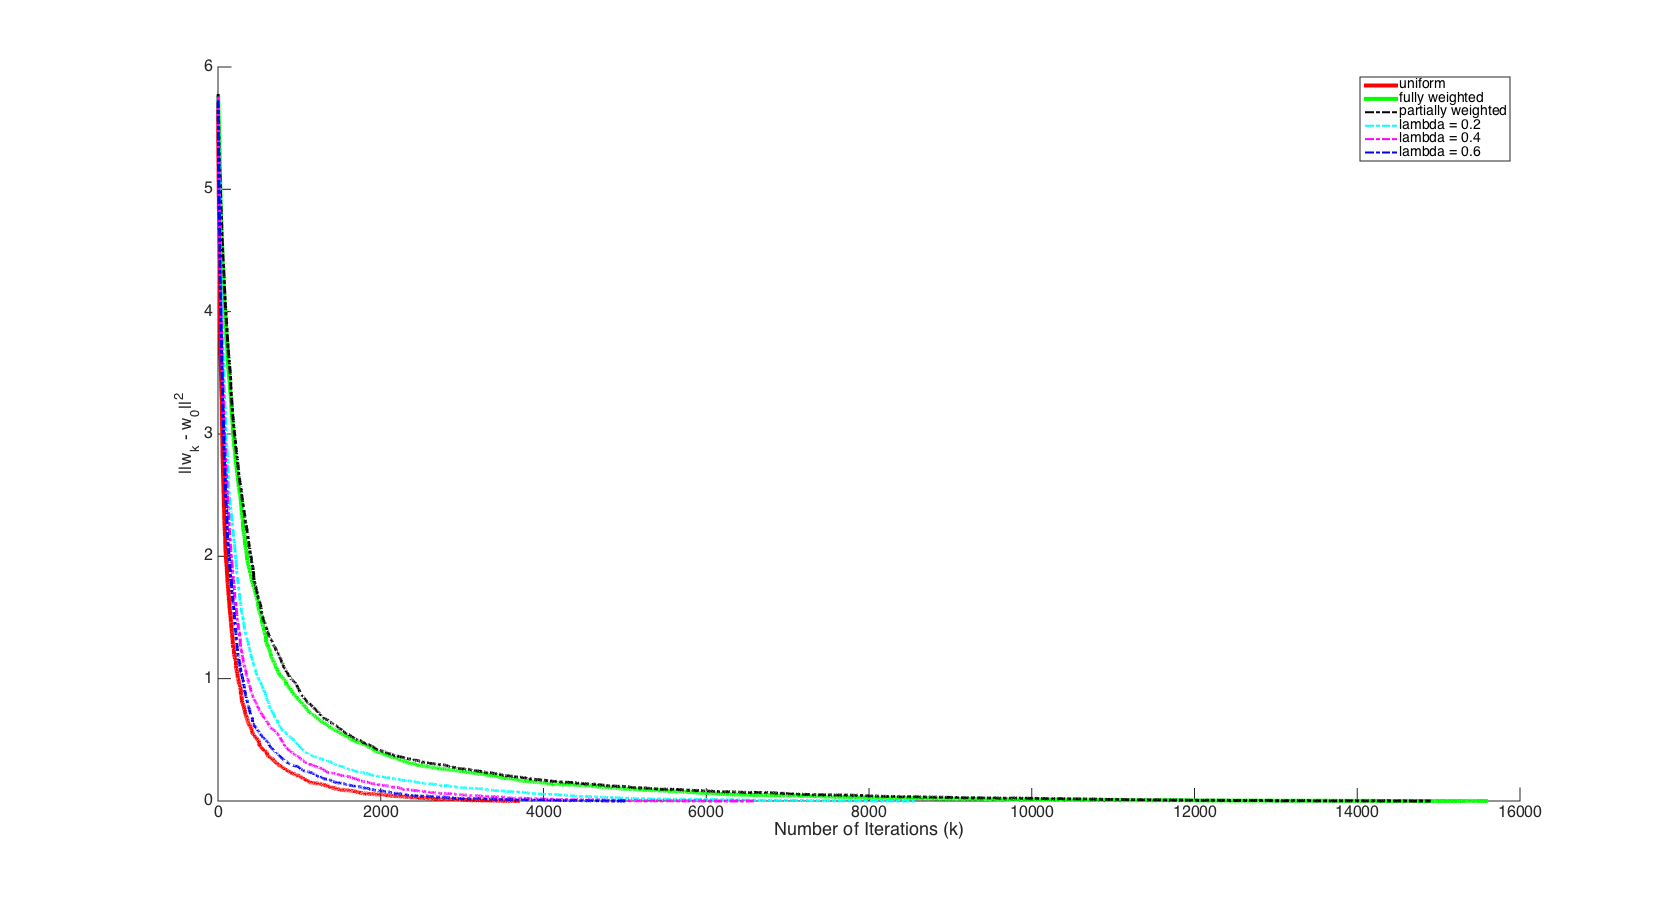 6
5
4
3
2
1
0
||w_k - w_0||^2
0 2000 4000 6000 8000 10000 12000 14000 16000
Number of Iterations (k)
uniform
fully weighted
partially weighted
lambda = 0.2
lambda = 0.4
lambda = 0.6